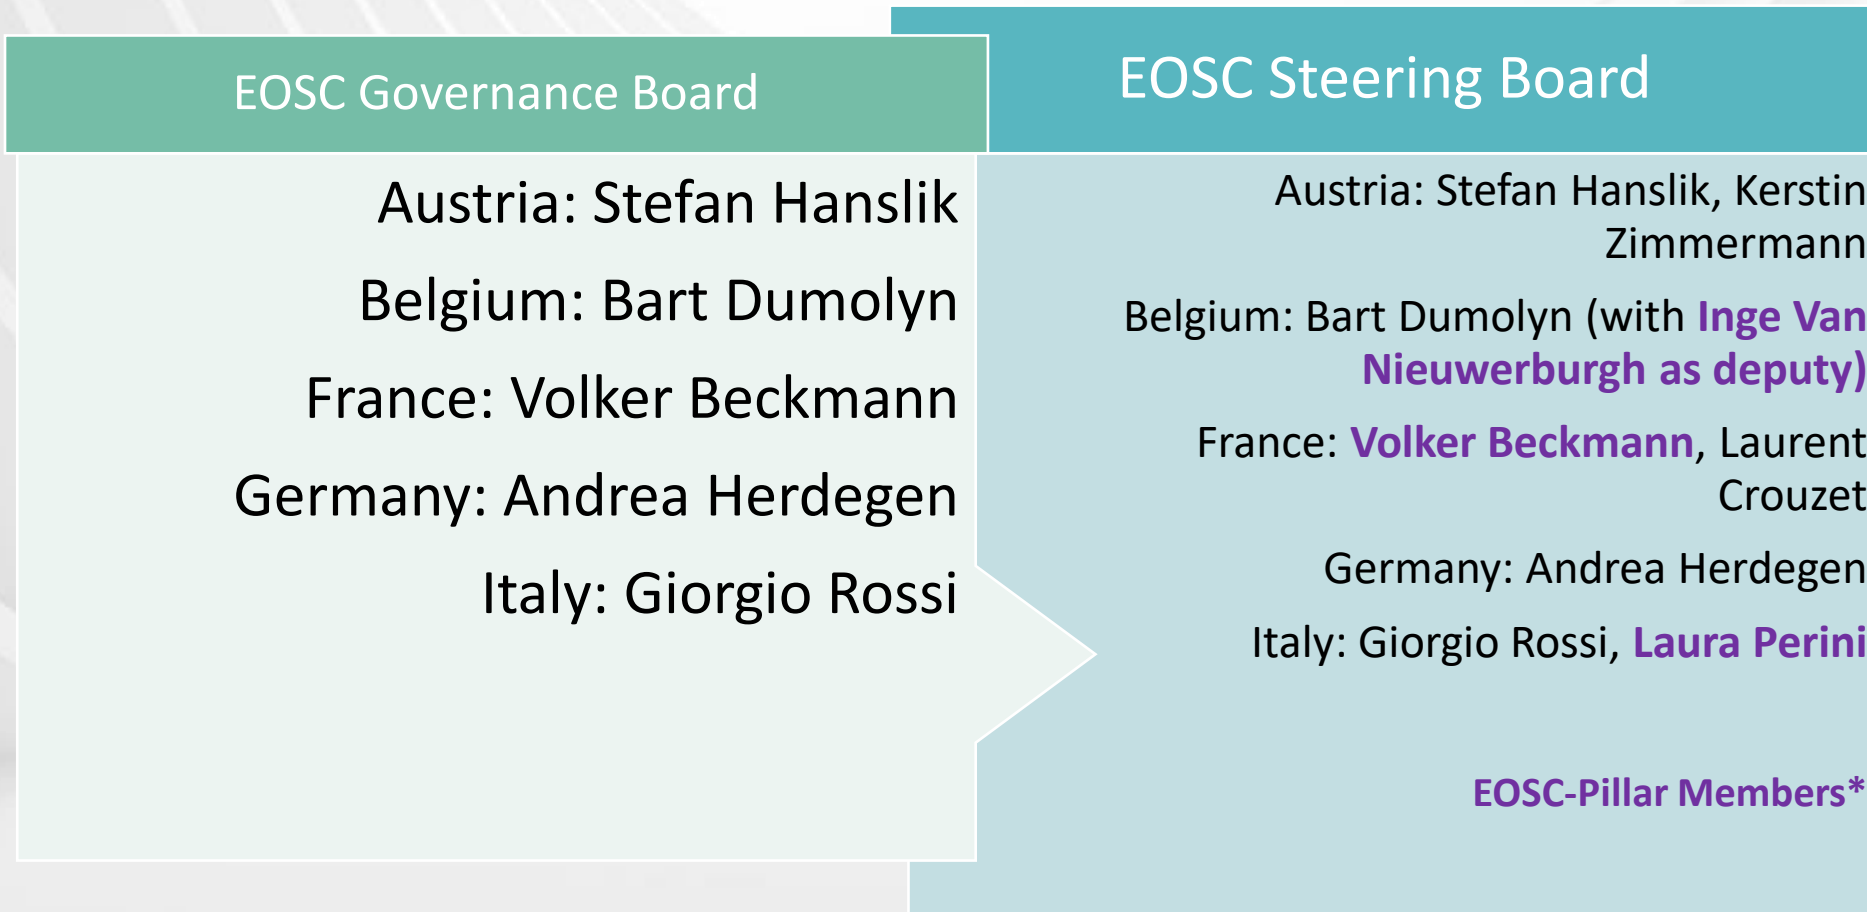 EOSC Governance Board
Austria: Stefan Hanslik
Belgium: Bart Dumolyn
France: Volker Beckmann
Germany: Andrea Herdegen
Italy: Giorgio Rossi
EOSC Steering Board
Austria: Stefan Hanslik, Kerstin
Zimmermann
Belgium: Bart Dumolyn (with Inge Van
Nieuwerburgh as deputy)
France: Volker Beckmann, Laurent
Crouzet
Germany: Andrea Herdegen
Italy: Giorgio Rossi, Laura Perini
EOSC-Pillar Members*